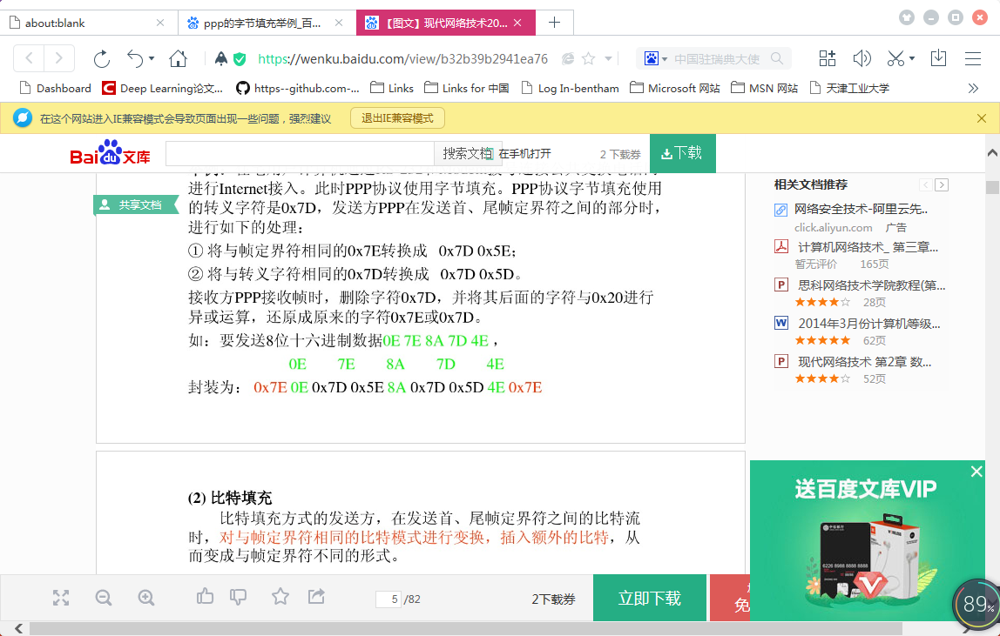 about:blank
ppp的字节填充举例_百...
【图文】现代网络技术20...
https://wenku.baidu.com/view/b32b39b2941ea76
中国驻瑞典大使
Dashboard
Deep Learning论文...
https--github.com-...
Links
Links for 中国
Log In-bentham
Microsoft 网站
MSN 网站
天津工业大学
在这个网站进入IE兼容模式会导致页面出现一些问题，强烈建议
退出IE兼容模式
Bai du 文库
搜索文档
在手机打开
2 下载券
下载
共享文档
进行Internet接入。此时PPP协议使用字节填充。PPP协议字节填充使用
的转义字符是0x7D，发送方PPP在发送首、尾帧定界符之间的部分时，
进行如下的处理：
① 将与帧定界符相同的0x7E转换成 0x7D 0x5E；
② 将与转义字符相同的0x7D转换成 0x7D 0x5D。
接收方PPP接收帧时，删除字符0x7D，并将其后面的字符与0x20进行
异或运算，还原成原来的字符0x7E或0x7D。
如：要发送8位十六进制数据0E 7E 8A 7D 4E ，
0E 7E 8A 7D 4E
封装为： 0x7E 0E 0x7D 0x5E 8A 0x7D 0x5D 4E 0x7E
(2) 比特填充
比特填充方式的发送方，在发送首、尾帧定界符之间的比特流
时，对与帧定界符相同的比特模式进行变换，插入额外的比特，从
而变成与帧定界符不同的形式。
相关文档推荐
网络安全技术-阿里云先..
click.aliyun.com 广告
计算机网络技术_ 第三章...
暂无评价 165页
思科网络技术学院教程(第...
28页
2014年3月份计算机等级...
62页
现代网络技术 第2章 数...
52页
送百度文库VIP
中信银行
6226 8988 8888 8888
5 /82
2下载券
立即下载
免
89%